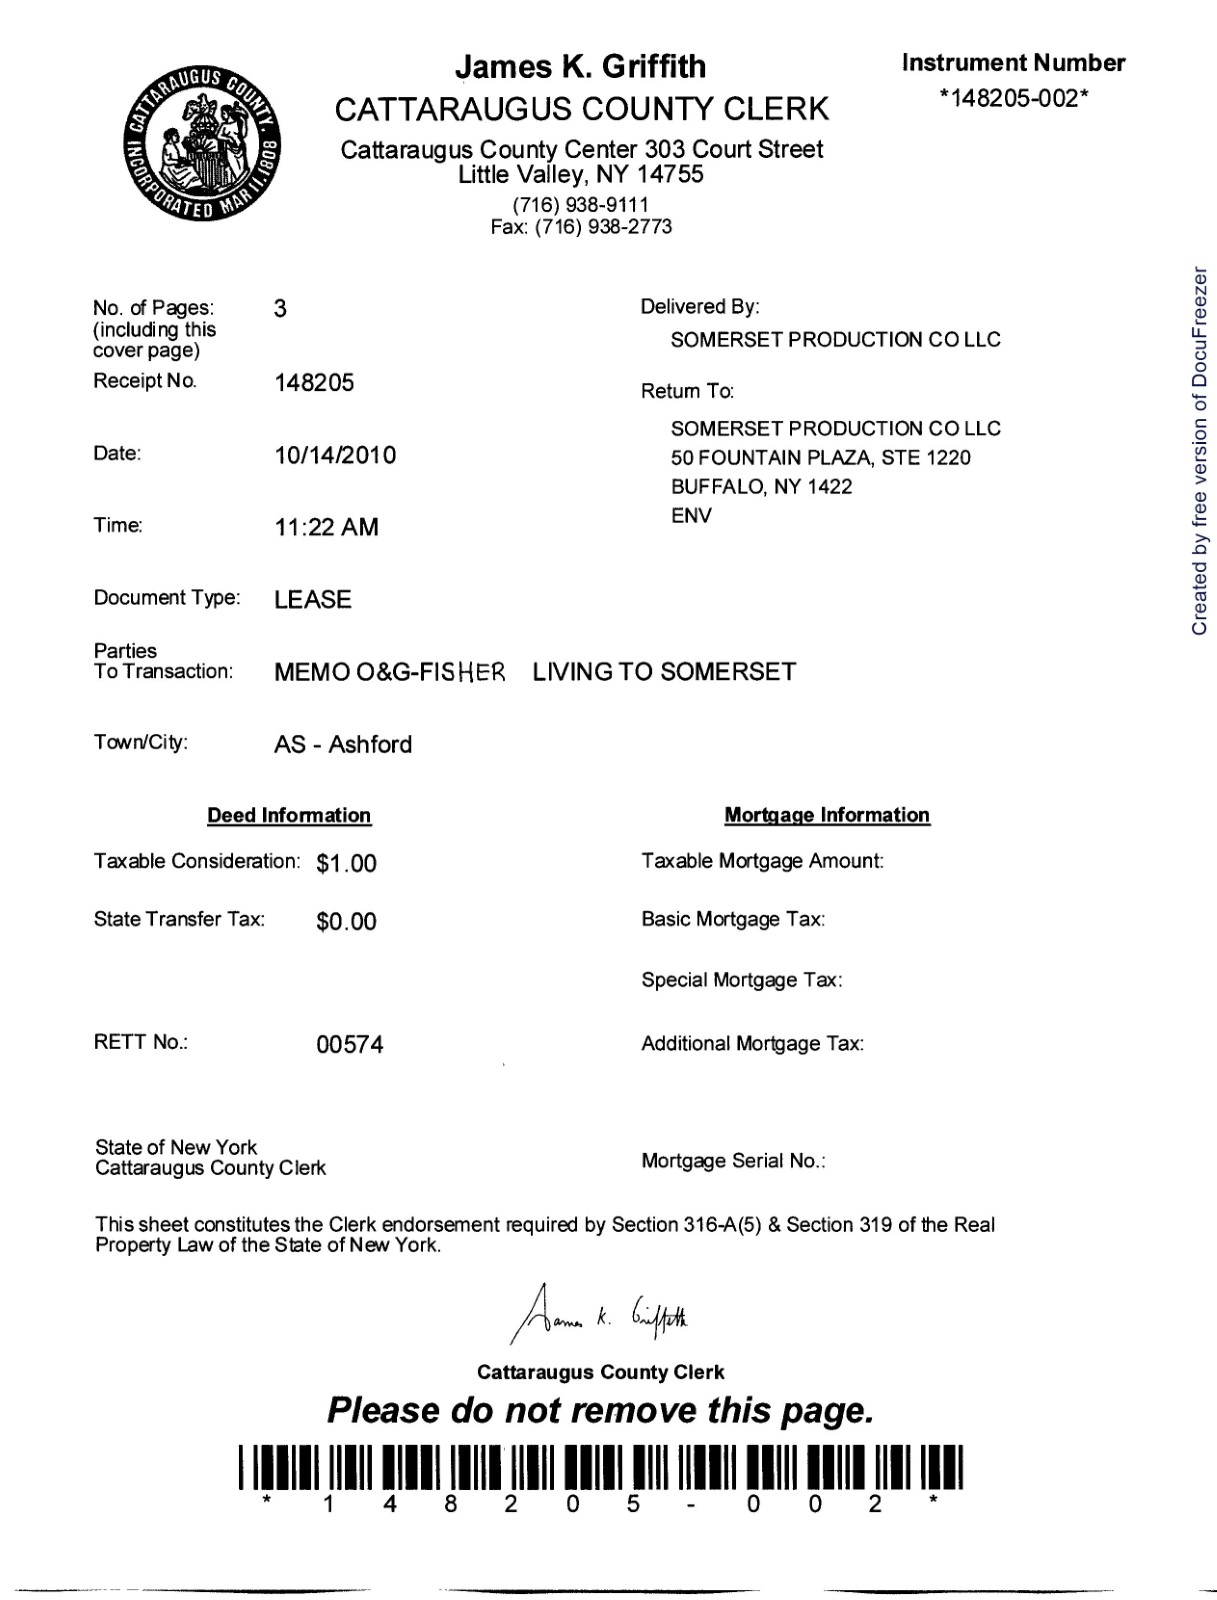 James K. Griffith
CATTARAUGUS COUNTY CLERK
Cattaraugus County Center 303 Court Street
Little Valley, NY 14755
(716) 938-9111
Fax: (716) 938-2773
Instrument Number
*148205-002*
CATTARAUGUS COUNTY.
INCORPORATED MAR 11, 1808
No. of Pages: 3
(including this
cover page)
Receipt No. 148205
Date: 10/14/2010
Time: 11:22 AM
Delivered By:
SOMERSET PRODUCTION CO LLC
Return To:
SOMERSET PRODUCTION CO LLC
50 FOUNTAIN PLAZA, STE 1220
BUFFALO, NY 1422
ENV
Document Type: LEASE
Parties
To Transaction: MEMO O&G-FISHER LIVING TO SOMERSET
Town/City: AS - Ashford
Deed Information
Taxable Consideration: $1.00
State Transfer Tax: $0.00
RETT No.: 00574
Mortgage Information
Taxable Mortgage Amount:
Basic Mortgage Tax:
Special Mortgage Tax:
Additional Mortgage Tax:
State of New York
Cattaraugus County Clerk
Mortgage Serial No.:
This sheet constitutes the Clerk endorsement required by Section 316-A(5) & Section 319 of the Real
Property Law of the State of New York.
James K. Griffith
Cattaraugus County Clerk
Please do not remove this page.
* 1 4 8 2 0 5 - 0 0 2 *
Created by free version of DocuFreezer